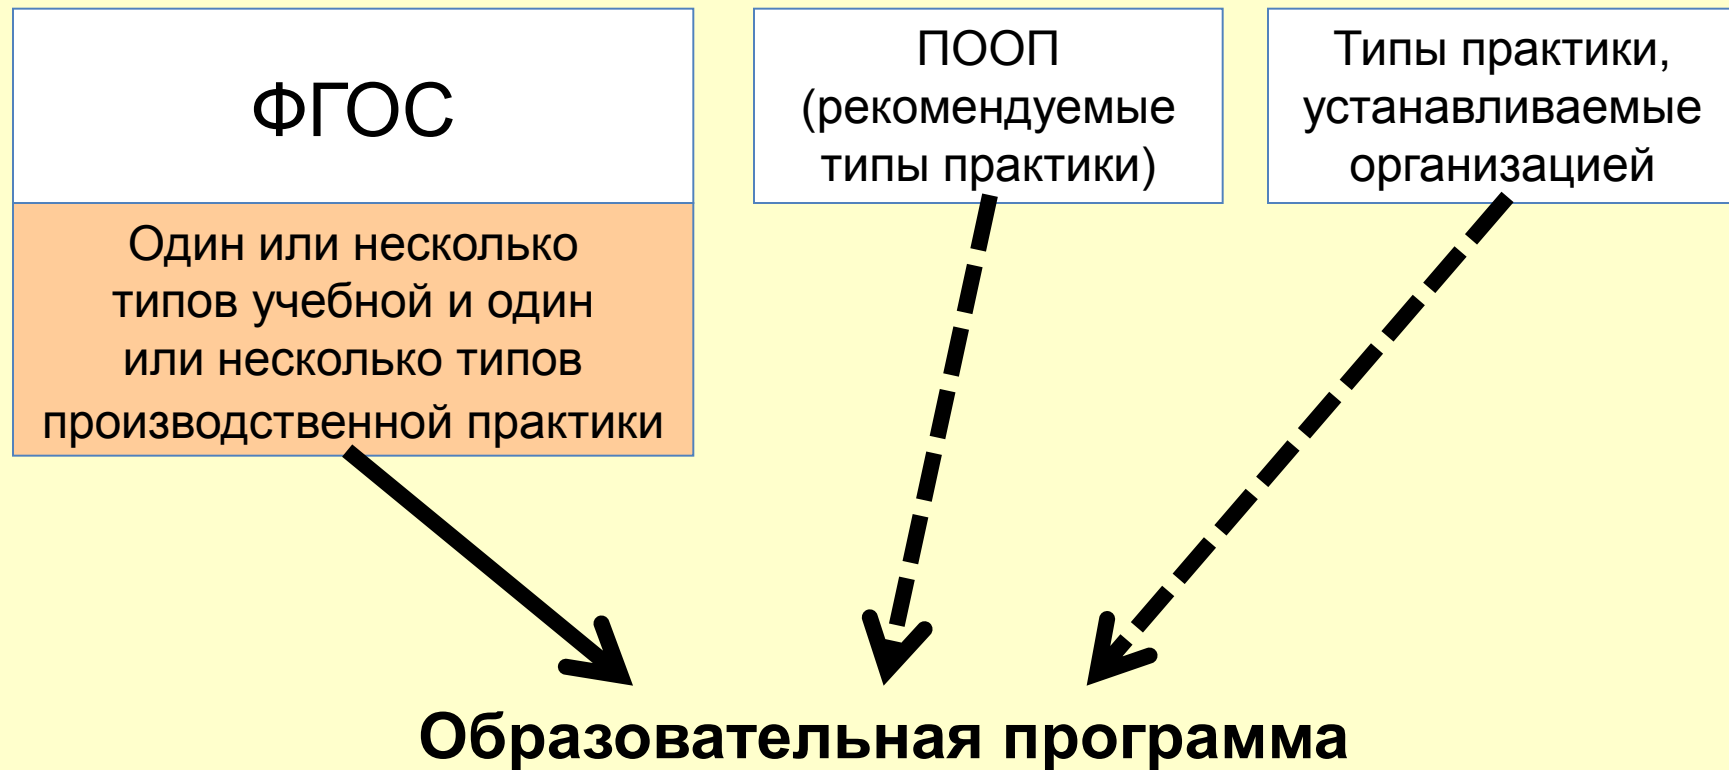 ФГОС
Один или несколько
типов учебной и один
или несколько типов
производственной практики
ПООП
(рекомендуемые
типы практики)
Типы практики,
устанавливаемые
организацией
Образовательная программа